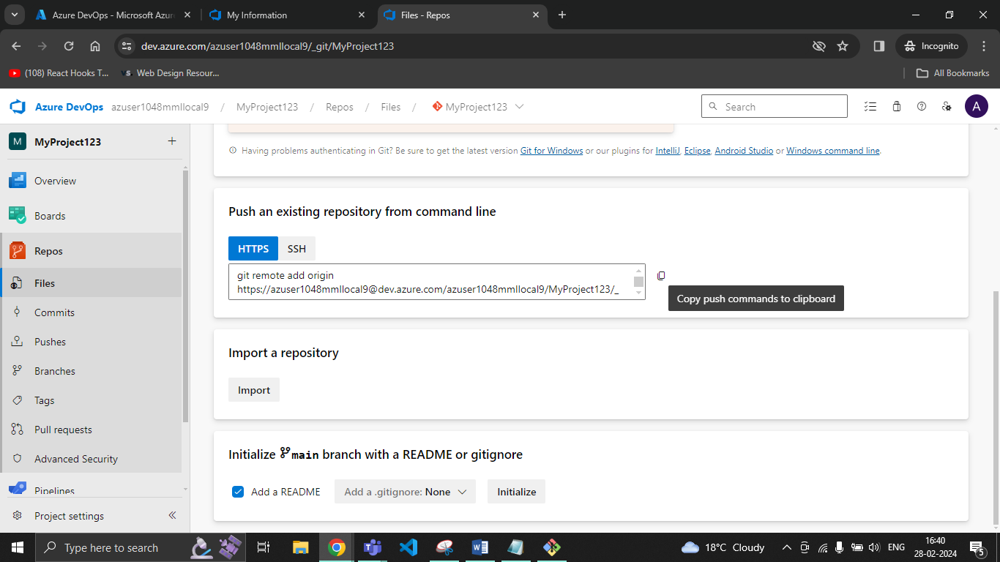 Azure DevOps - Microsoft Azure
My Information
Files - Repos
dev.azure.com/azuser1048mmllocal9/_git/MyProject123
Incognito
(108) React Hooks T...
VS
Web Design Resour...
All Bookmarks
Azure DevOps
azuser1048mmllocal9 / MyProject123 / Repos / Files / MyProject123
Search
A
M
MyProject123
Overview
Boards
Repos
Files
Commits
Pushes
Branches
Tags
Pull requests
Advanced Security
Pipelines
Project settings
Having problems authenticating in Git? Be sure to get the latest version Git for Windows or our plugins for IntelliJ, Eclipse, Android Studio or Windows command line.
Push an existing repository from command line
HTTPS
SSH
git remote add origin
https://azuser1048mmllocal9@dev.azure.com/azuser1048mmllocal9/MyProject123/_
Copy push commands to clipboard
Import a repository
Import
Initialize main branch with a README or gitignore
Add a README
Add a .gitignore: None
Initialize
Type here to search
18°C Cloudy
ENG
16:40
28-02-2024
5